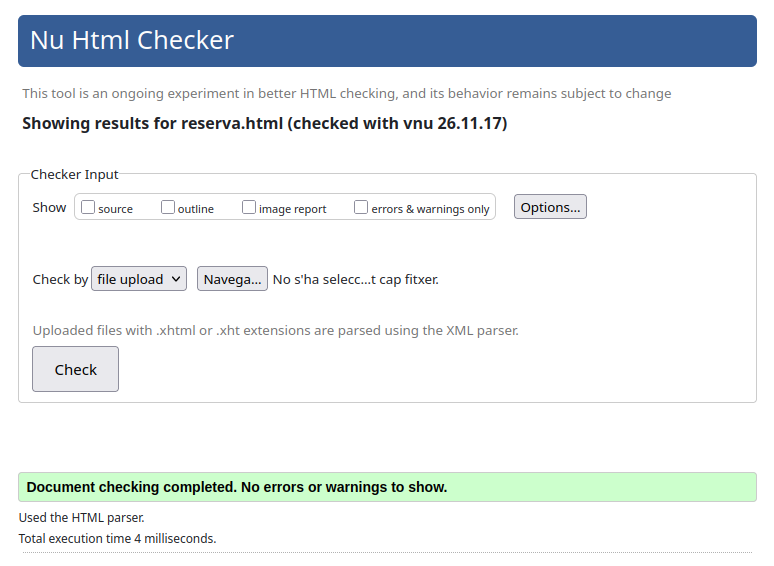 Nu Html Checker
This tool is an ongoing experiment in better HTML checking, and its behavior remains subject to change
Showing results for reserva.html (checked with vnu 26.11.17)
Checker Input
Show source outline image report errors & warnings only Options...
Check by file upload Navega... No s'ha selecc...t cap fitxer.
Uploaded files with .xhtml or .xht extensions are parsed using the XML parser.
Check
Document checking completed. No errors or warnings to show.
Used the HTML parser.
Total execution time 4 milliseconds.